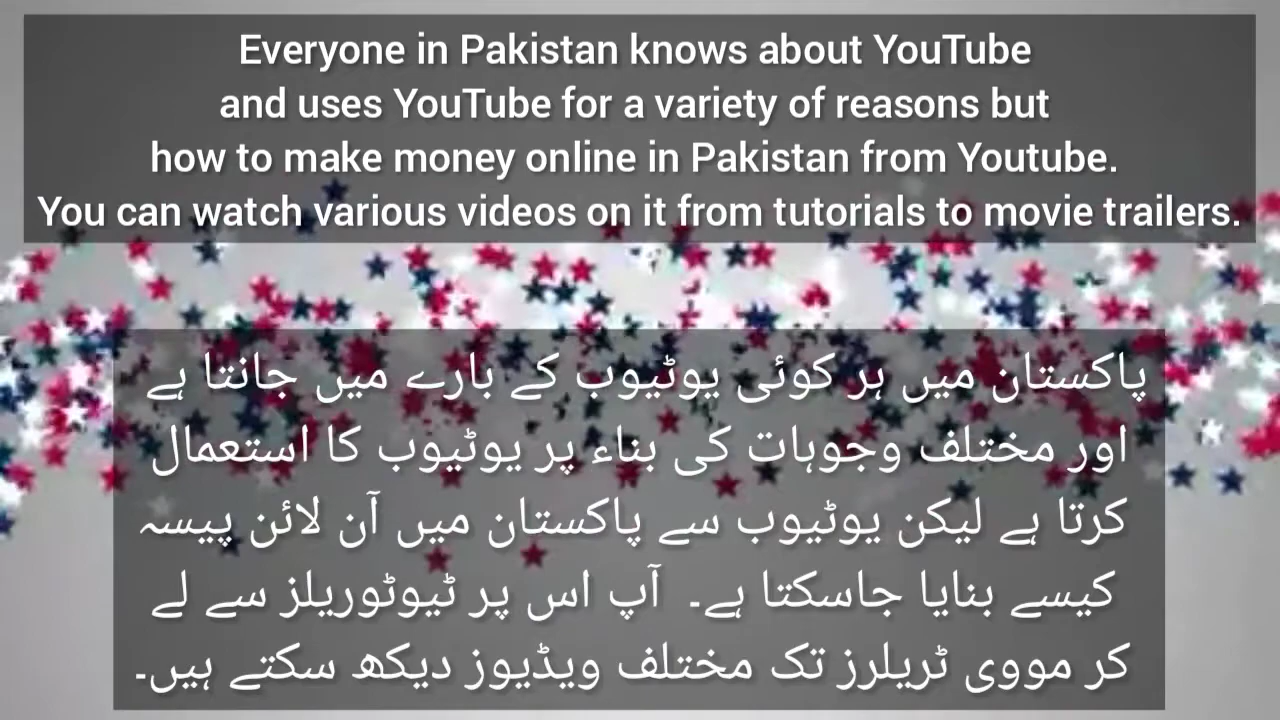 Everyone in Pakistan knows about YouTube
and uses YouTube for a variety of reasons but
how to make money online in Pakistan from Youtube.
You can watch various videos on it from tutorials to movie trailers.
پاکستان میں ہر کوئی یوٹیوب کے بارے میں جانتا ہے
اور مختلف وجوہات کی بناء پر یوٹیوب کا استعمال
کرتا ہے لیکن یوٹیوب سے پاکستان میں آن لائن پیسہ
کیسے بنایا جاسکتا ہے۔ آپ اس پر ٹیوٹوریلز سے لے
کر مووی ٹریلرز تک مختلف ویڈیوز دیکھ سکتے ہیں۔